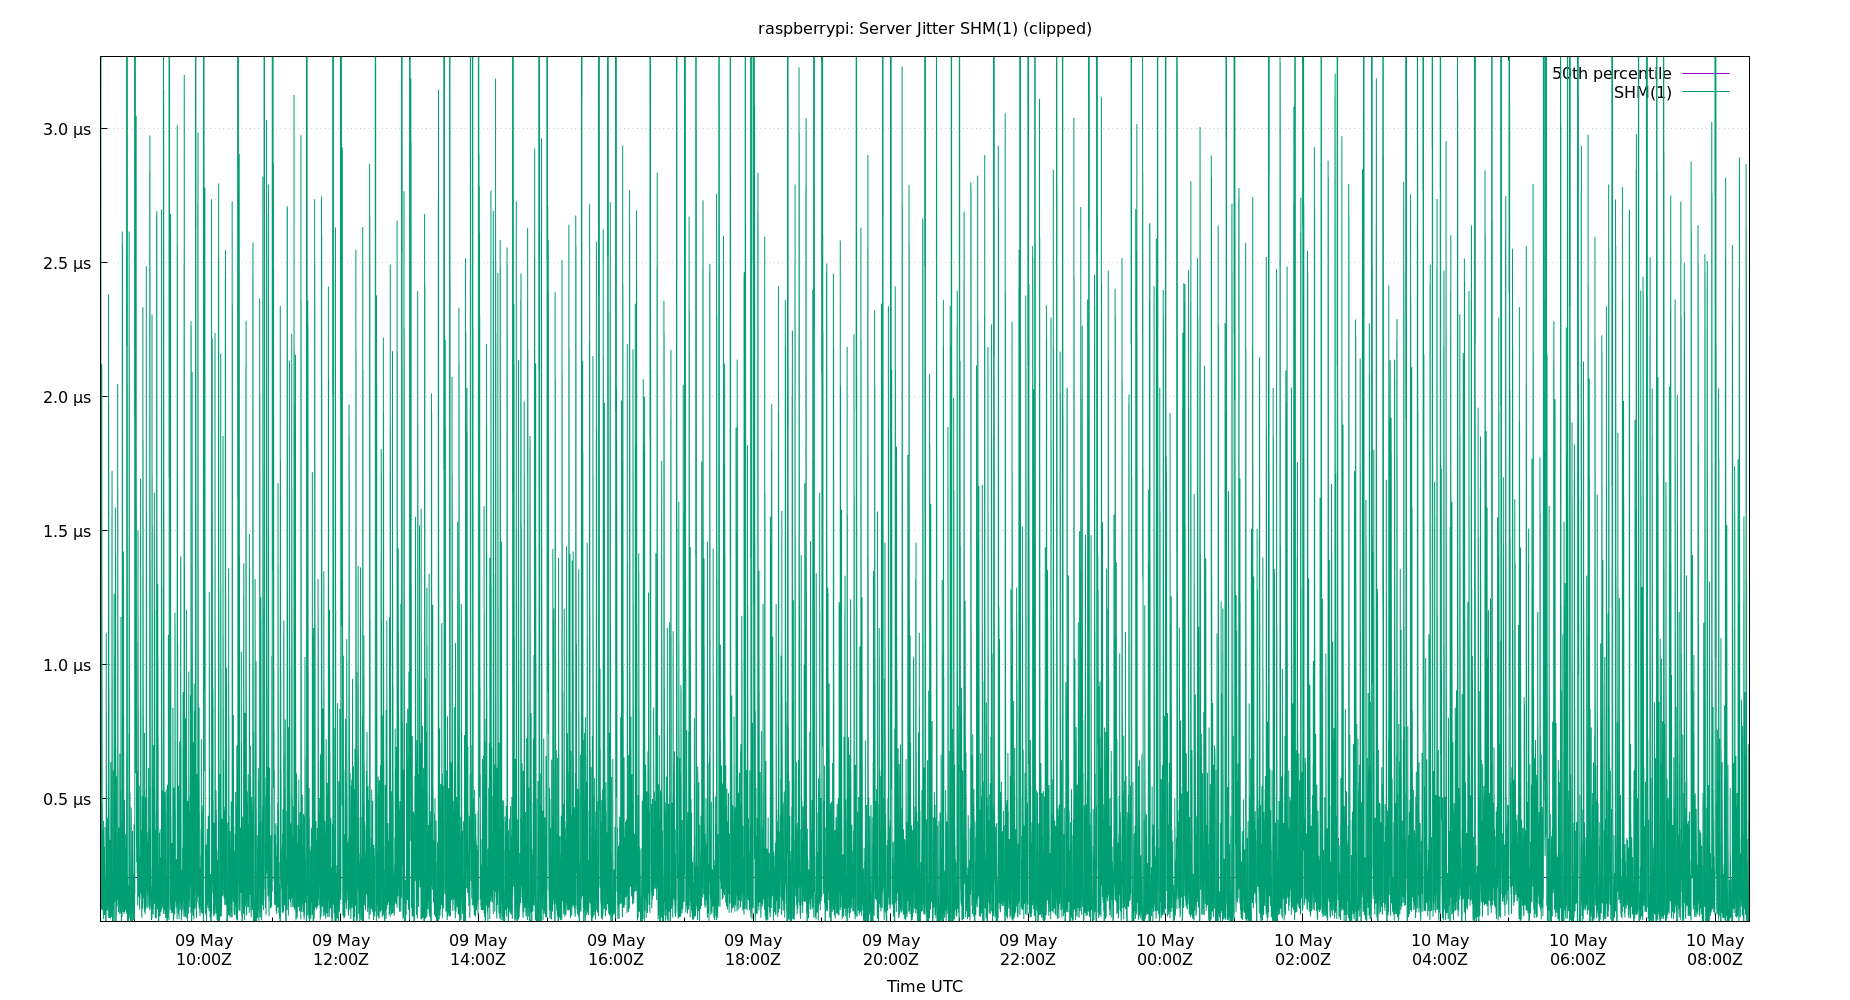 raspberrypi: Server Jitter SHM(1) (clipped)
50th percentile
SHM(1)
3.0 µs
2.5 µs
2.0 µs
1.5 µs
1.0 µs
0.5 µs
09 May 09 May 09 May 09 May 09 May 09 May 09 May 10 May 10 May 10 May 10 May 10 May
10:00Z 12:00Z 14:00Z 16:00Z 18:00Z 20:00Z 22:00Z 00:00Z 02:00Z 04:00Z 06:00Z 08:00Z
Time UTC